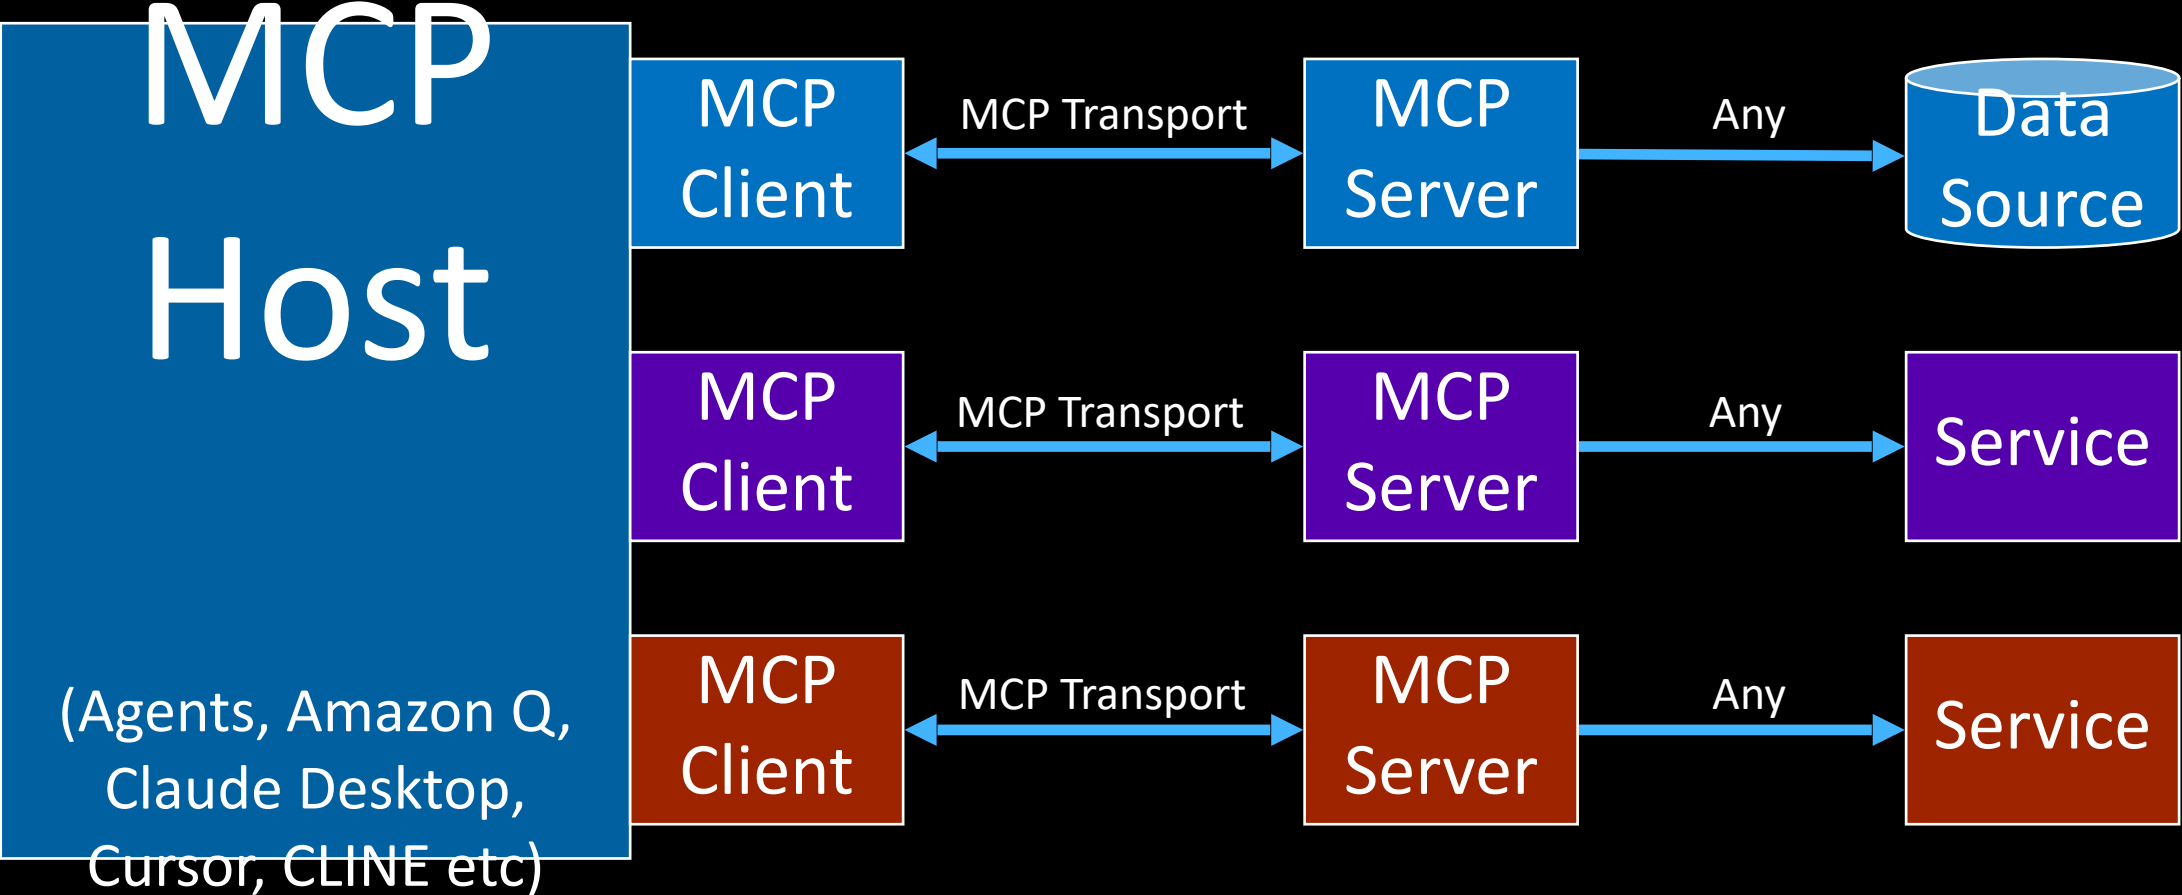 MCP
Host
(Agents, Amazon Q,
Claude Desktop,
Cursor, CLINE etc)
MCP
Client
MCP Transport
MCP
Server
Any
Data
Source
MCP
Client
MCP Transport
MCP
Server
Any
Service
MCP
Client
MCP Transport
MCP
Server
Any
Service